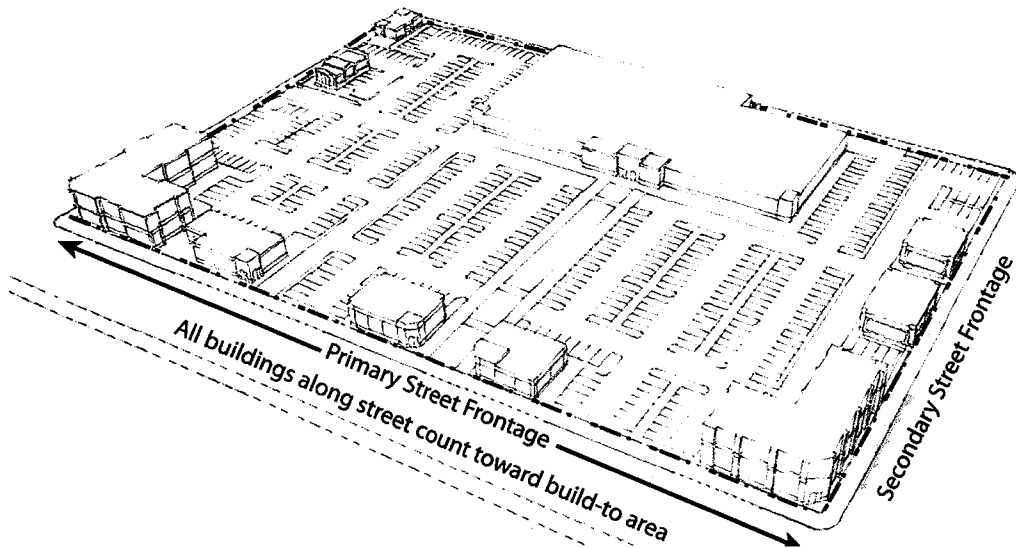 Primary Street Frontage
All buildings along street count toward build-to area
Secondary Street Frontage